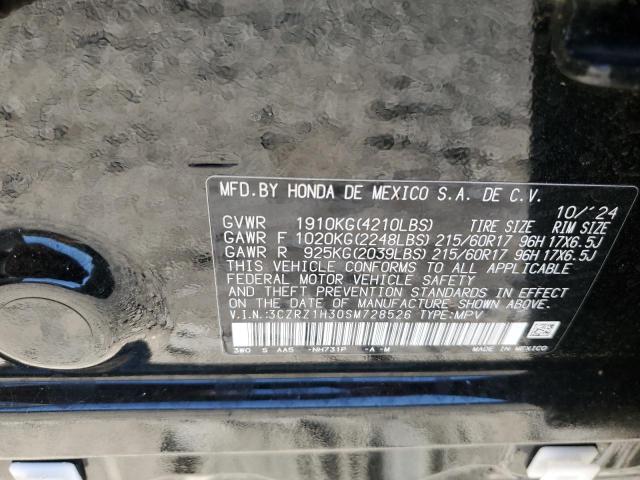 MFD.BY HONDA DE MEXICO S.A. DE C.V.
10/'24
GVWR 1910KG(4210LBS) TIRE SIZE RIM SIZE
GAWR F 1020KG(2248LBS) 215/60R17 96H 17X6.5J
GAWR R 925KG(2039LBS) 215/60R17 96H 17X6.5J
THIS VEHICLE CONFORMS TO ALL APPLICABLE
FEDERAL MOTOR VEHICLE SAFETY
STANDARDS IN EFFECT ON THE DATE OF
MANUFACTURE SHOWN ABOVE.
V.I.N.:3CZRZ1H30SM728526 TYPE:MPV
3W0 S AAS -NH731P -A -M MADE IN MEXICO